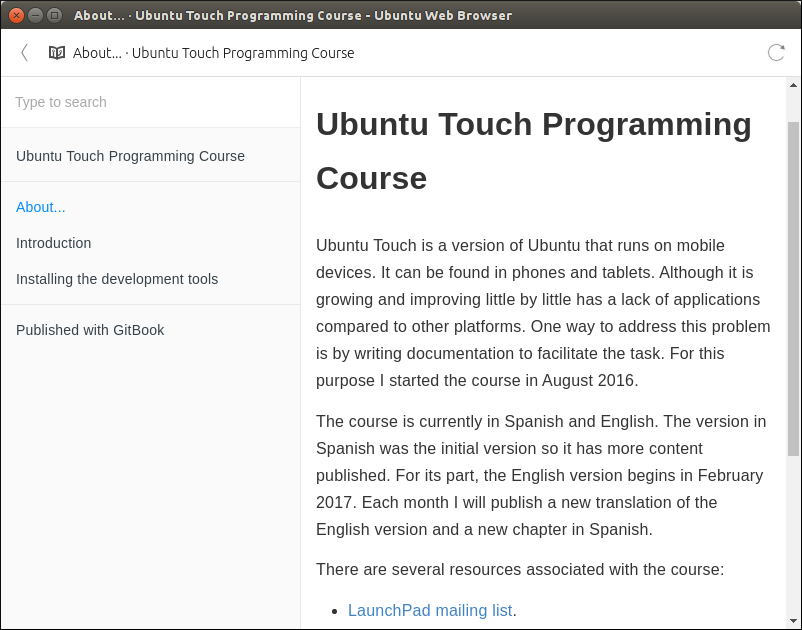 About... · Ubuntu Touch Programming Course - Ubuntu Web Browser
About... · Ubuntu Touch Programming Course
Type to search
Ubuntu Touch Programming Course
About...
Introduction
Installing the development tools
Published with GitBook
Ubuntu Touch Programming
Course
Ubuntu Touch is a version of Ubuntu that runs on mobile
devices. It can be found in phones and tablets. Although it is
growing and improving little by little has a lack of applications
compared to other platforms. One way to address this problem
is by writing documentation to facilitate the task. For this
purpose I started the course in August 2016.
The course is currently in Spanish and English. The version in
Spanish was the initial version so it has more content
published. For its part, the English version begins in February
2017. Each month I will publish a new translation of the
English version and a new chapter in Spanish.
There are several resources associated with the course:
• LaunchPad mailing list.